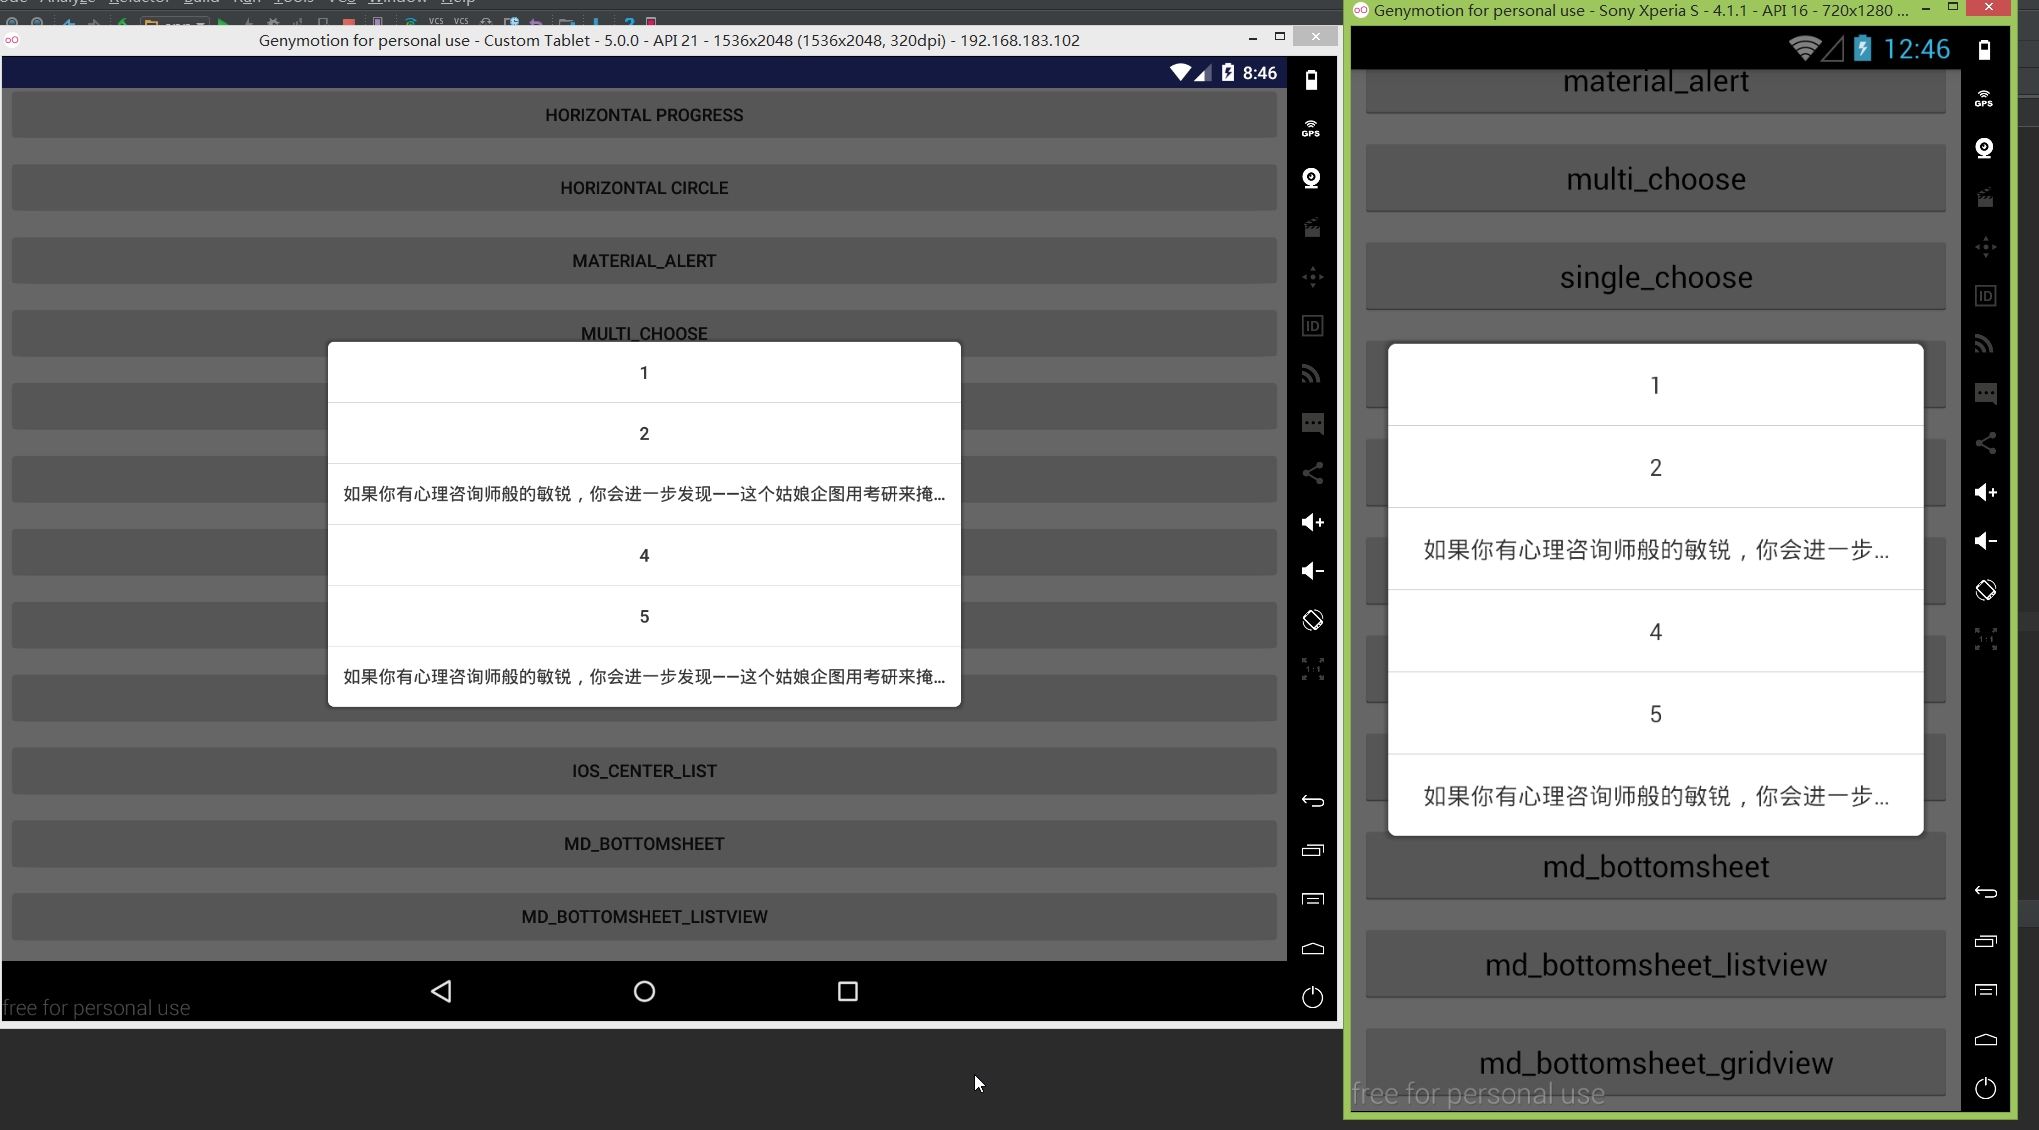 Genymotion for personal use - Custom Tablet - 5.0.0 - API 21 - 1536x2048 (1536x2048, 320dpi) - 192.168.183.102
8:46
HORIZONTAL PROGRESS
HORIZONTAL CIRCLE
MATERIAL_ALERT
MULTI_CHOOSE
1
2
如果你有心理咨询师般的敏锐，你会进一步发现——这个姑娘企图用考研来掩...
4
5
如果你有心理咨询师般的敏锐，你会进一步发现——这个姑娘企图用考研来掩...
IOS_CENTER_LIST
MD_BOTTOMSHEET
MD_BOTTOMSHEET_LISTVIEW
free for personal use
GPS
ID
1:1
Genymotion for personal use - Sony Xperia S - 4.1.1 - API 16 - 720x1280 ...
12:46
material_alert
multi_choose
single_choose
1
2
如果你有心理咨询师般的敏锐，你会进一步...
4
5
如果你有心理咨询师般的敏锐，你会进一步...
md_bottomsheet
md_bottomsheet_listview
md_bottomsheet_gridview
free for personal use
GPS
ID
1:1